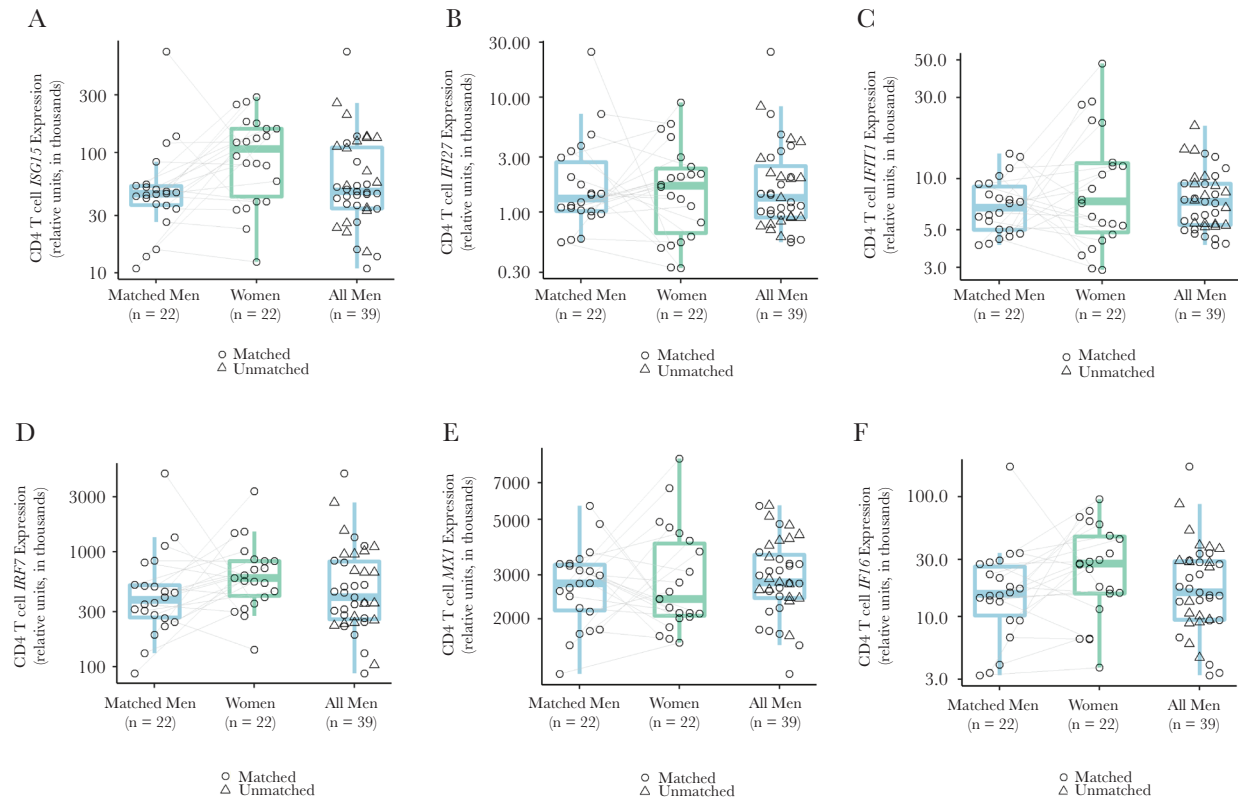 A
CD4 T cell ISG15 Expression
(relative units, in thousands)
300
100
30
10
Matched Men
(n = 22)
Women
(n = 22)
All Men
(n = 39)
Matched
Unmatched
B
CD4 T cell IFI27 Expression
(relative units, in thousands)
30.00
10.00
3.00
1.00
0.30
Matched Men
(n = 22)
Women
(n = 22)
All Men
(n = 39)
Matched
Unmatched
C
CD4 T cell IFIT1 Expression
(relative units, in thousands)
50.0
30.0
10.0
5.0
3.0
Matched Men
(n = 22)
Women
(n = 22)
All Men
(n = 39)
Matched
Unmatched
D
CD4 T cell IRF7 Expression
(relative units, in thousands)
3000
1000
300
100
Matched Men
(n = 22)
Women
(n = 22)
All Men
(n = 39)
Matched
Unmatched
E
CD4 T cell MX1 Expression
(relative units, in thousands)
7000
5000
3000
2000
Matched Men
(n = 22)
Women
(n = 22)
All Men
(n = 39)
Matched
Unmatched
F
CD4 T cell IF16 Expression
(relative units, in thousands)
100.0
30.0
10.0
3.0
Matched Men
(n = 22)
Women
(n = 22)
All Men
(n = 39)
Matched
Unmatched